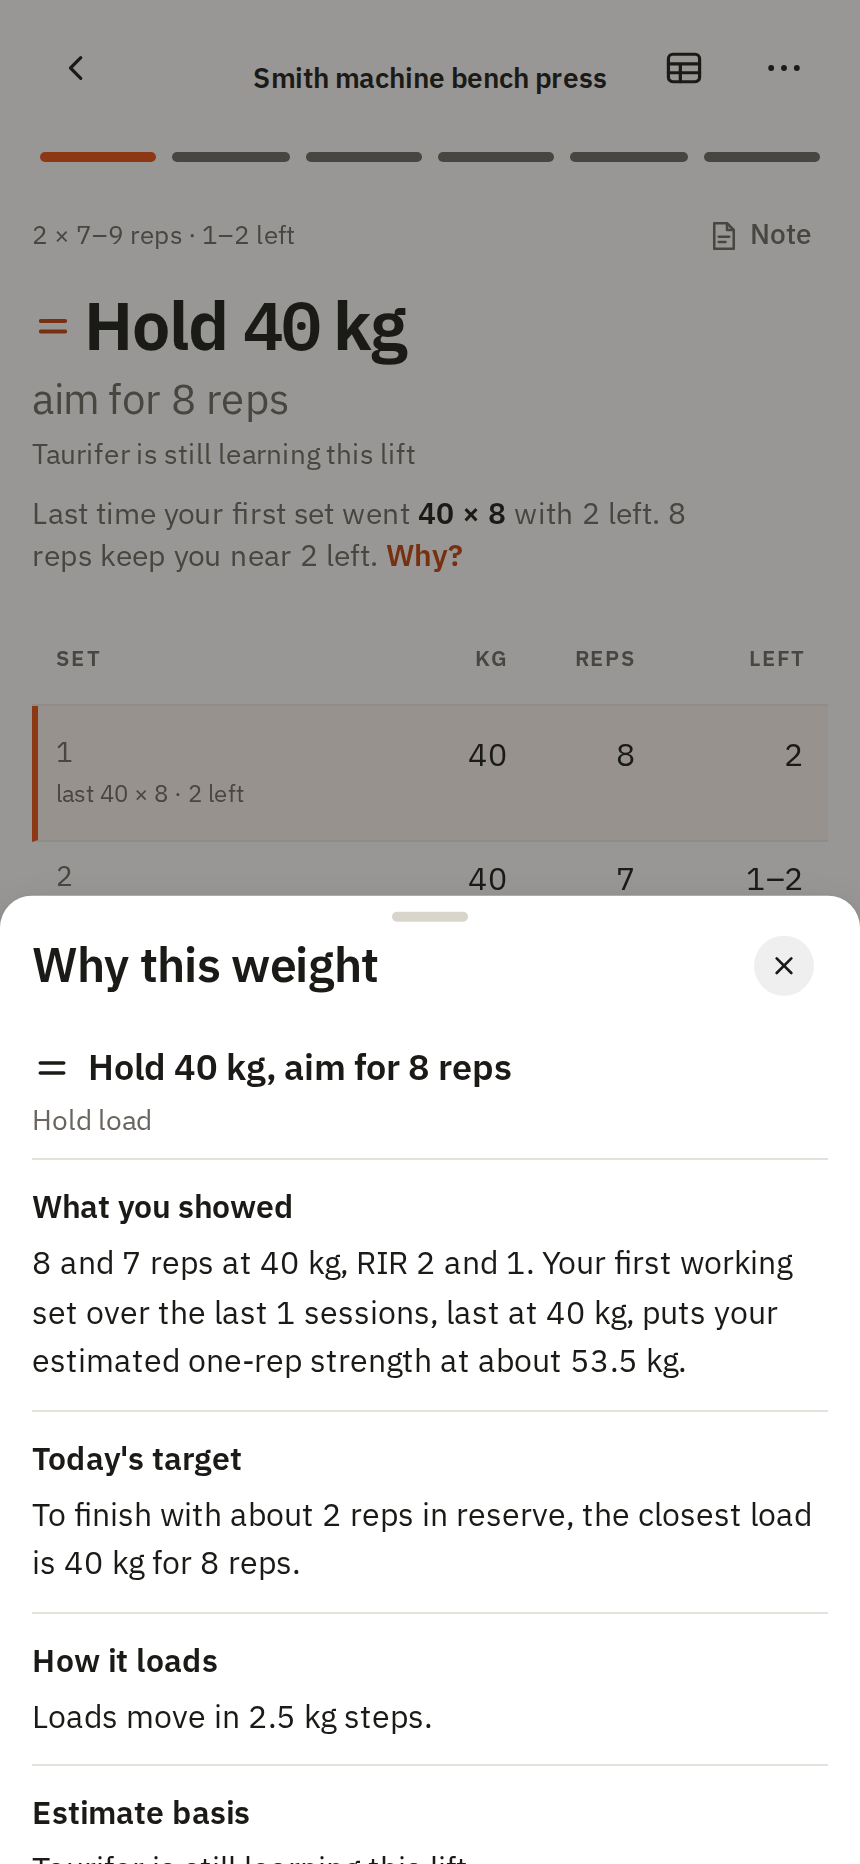 Smith machine bench press
2 × 7–9 reps · 1–2 left
Note
= Hold 40 kg
aim for 8 reps
Taurifer is still learning this lift
Last time your first set went 40 × 8 with 2 left. 8
reps keep you near 2 left. Why?
SET KG REPS LEFT
1 40 8 2
last 40 × 8 · 2 left
2 40 7 1–2
Why this weight
= Hold 40 kg, aim for 8 reps
Hold load
What you showed
8 and 7 reps at 40 kg, RIR 2 and 1. Your first working
set over the last 1 sessions, last at 40 kg, puts your
estimated one-rep strength at about 53.5 kg.
Today's target
To finish with about 2 reps in reserve, the closest load
is 40 kg for 8 reps.
How it loads
Loads move in 2.5 kg steps.
Estimate basis
Taurifer is still learning this lift